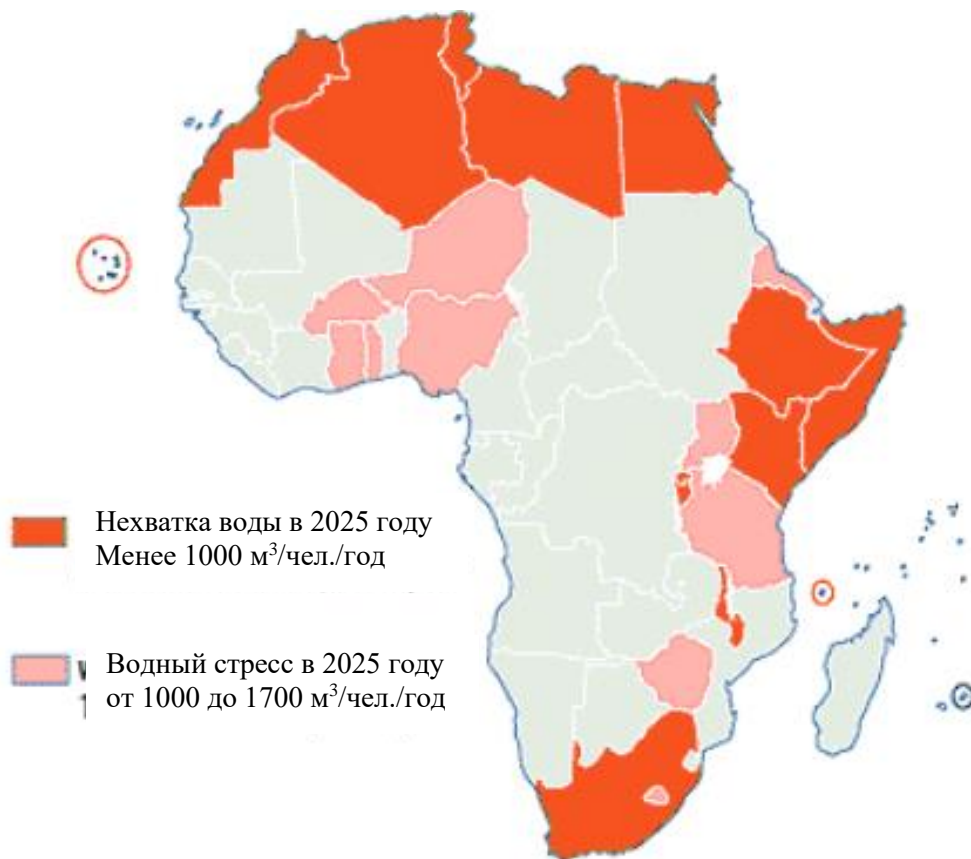 Нехватка воды в 2025 году
Менее 1000 м³/чел./год
Водный стресс в 2025 году
от 1000 до 1700 м³/чел./год